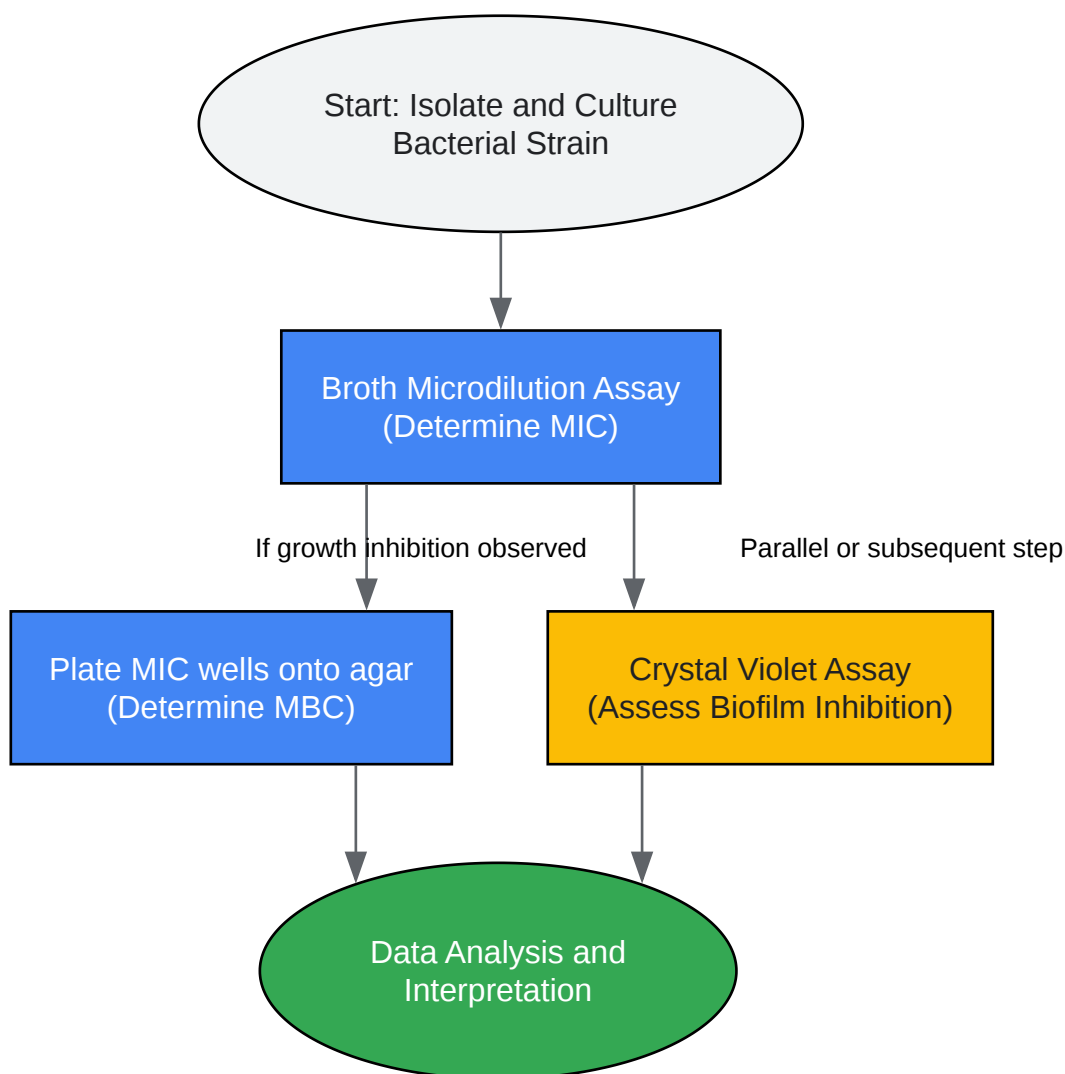 Start: Isolate and Culture
Bacterial Strain
Broth Microdilution Assay
(Determine MIC)
If growth inhibition observed
Parallel or subsequent step
Plate MIC wells onto agar
(Determine MBC)
Crystal Violet Assay
(Assess Biofilm Inhibition)
Data Analysis and
Interpretation